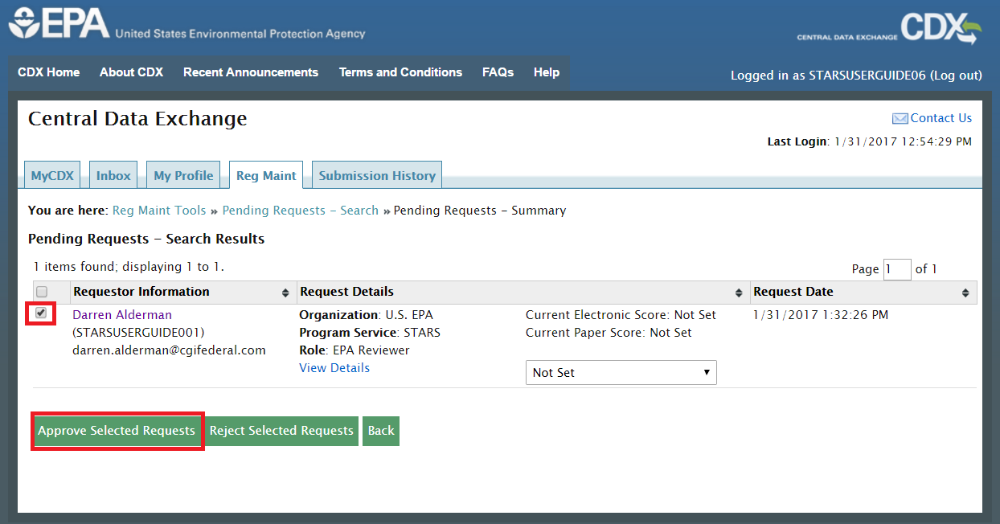 EPA United States Environmental Protection Agency
CENTRAL DATA EXCHANGE CDX
CDX Home About CDX Recent Announcements Terms and Conditions FAQs Help
Logged in as STARSUSERGUIDE06 (Log out)
Central Data Exchange
Contact Us
Last Login: 1/31/2017 12:54:29 PM
MyCDX Inbox My Profile Reg Maint Submission History
You are here: Reg Maint Tools » Pending Requests - Search » Pending Requests - Summary
Pending Requests - Search Results
1 items found; displaying 1 to 1.
Page 1 of 1
Requestor Information Request Details Request Date
Darren Alderman Organization: U.S. EPA Current Electronic Score: Not Set 1/31/2017 1:32:26 PM
(STARSUSERGUIDE001) Program Service: STARS Current Paper Score: Not Set
darren.alderman@cgifederal.com Role: EPA Reviewer
View Details
Not Set
Approve Selected Requests Reject Selected Requests Back